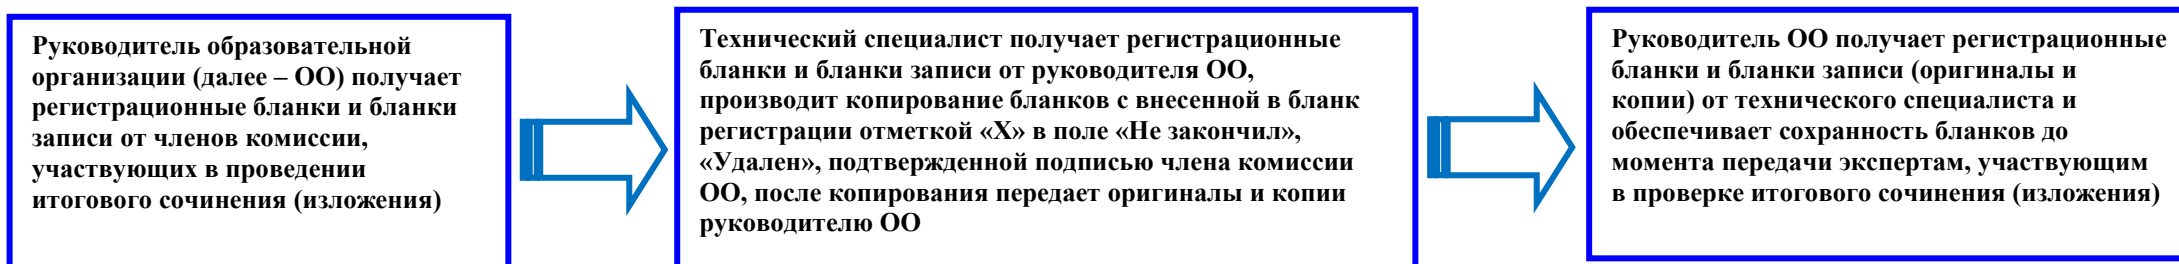 Руководитель образовательной
организации (далее – ОО) получает
регистрационные бланки и бланки
записи от членов комиссии,
участвующих в проведении
итогового сочинения (изложения)
Технический специалист получает регистрационные
бланки и бланки записи от руководителя ОО,
производит копирование бланков с внесенной в бланк
регистрации отметкой «Х» в поле «Не закончил»,
«Удален», подтвержденной подписью члена комиссии
ОО, после копирования передает оригиналы и копии
руководителю ОО
Руководитель ОО получает регистрационные
бланки и бланки записи (оригиналы и
копии) от технического специалиста и
обеспечивает сохранность бланков до
момента передачи экспертам, участвующим
в проверке итогового сочинения (изложения)